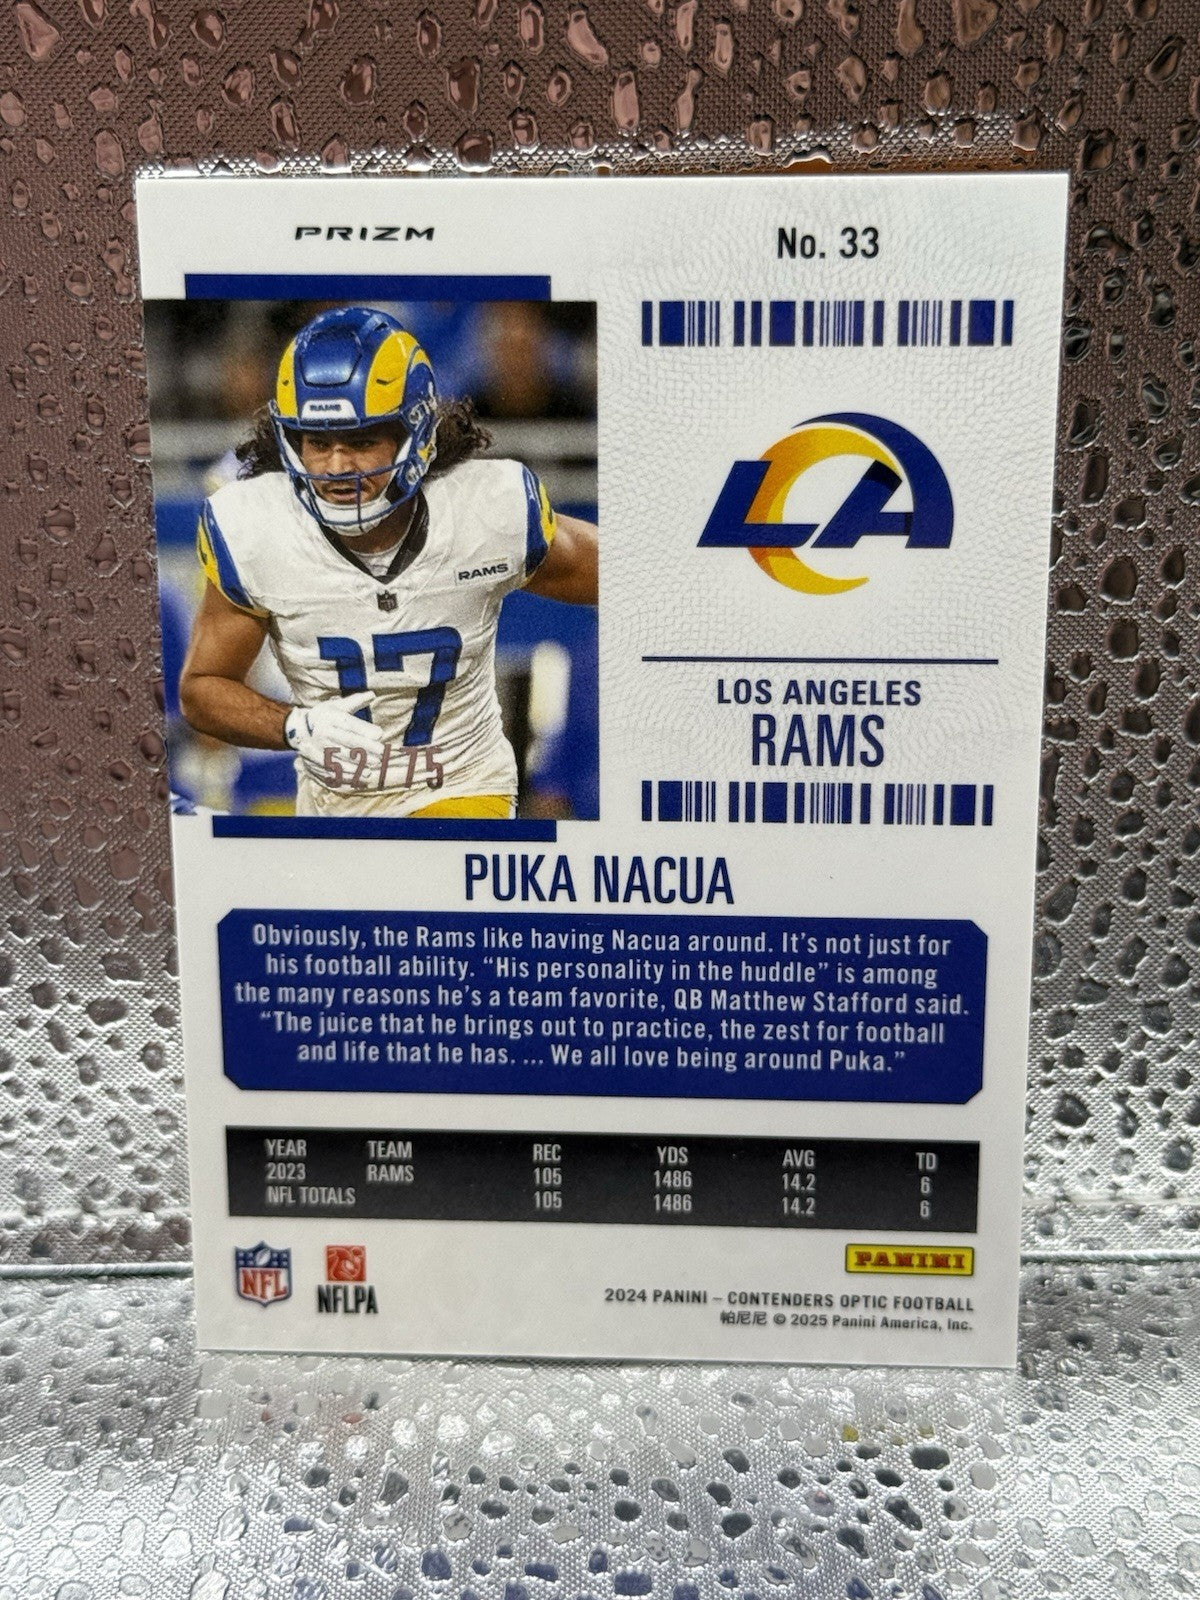 PRIZM
No. 33
RAMS
RAMS
17
52/75
LA
LOS ANGELES
RAMS
PUKA NACUA
Obviously, the Rams like having Nacua around. It's not just for
his football ability. “His personality in the huddle” is among
the many reasons he's a team favorite, QB Matthew Stafford said.
“The juice that he brings out to practice, the zest for football
and life that he has. ... We all love being around Puka.”
YEAR TEAM REC YDS AVG TD
2023 RAMS 105 1486 14.2 6
NFL TOTALS 105 1486 14.2 6
NFL
NFLPA
PANINI
2024 PANINI – CONTENDERS OPTIC FOOTBALL
帕尼尼 © 2025 Panini America, Inc.